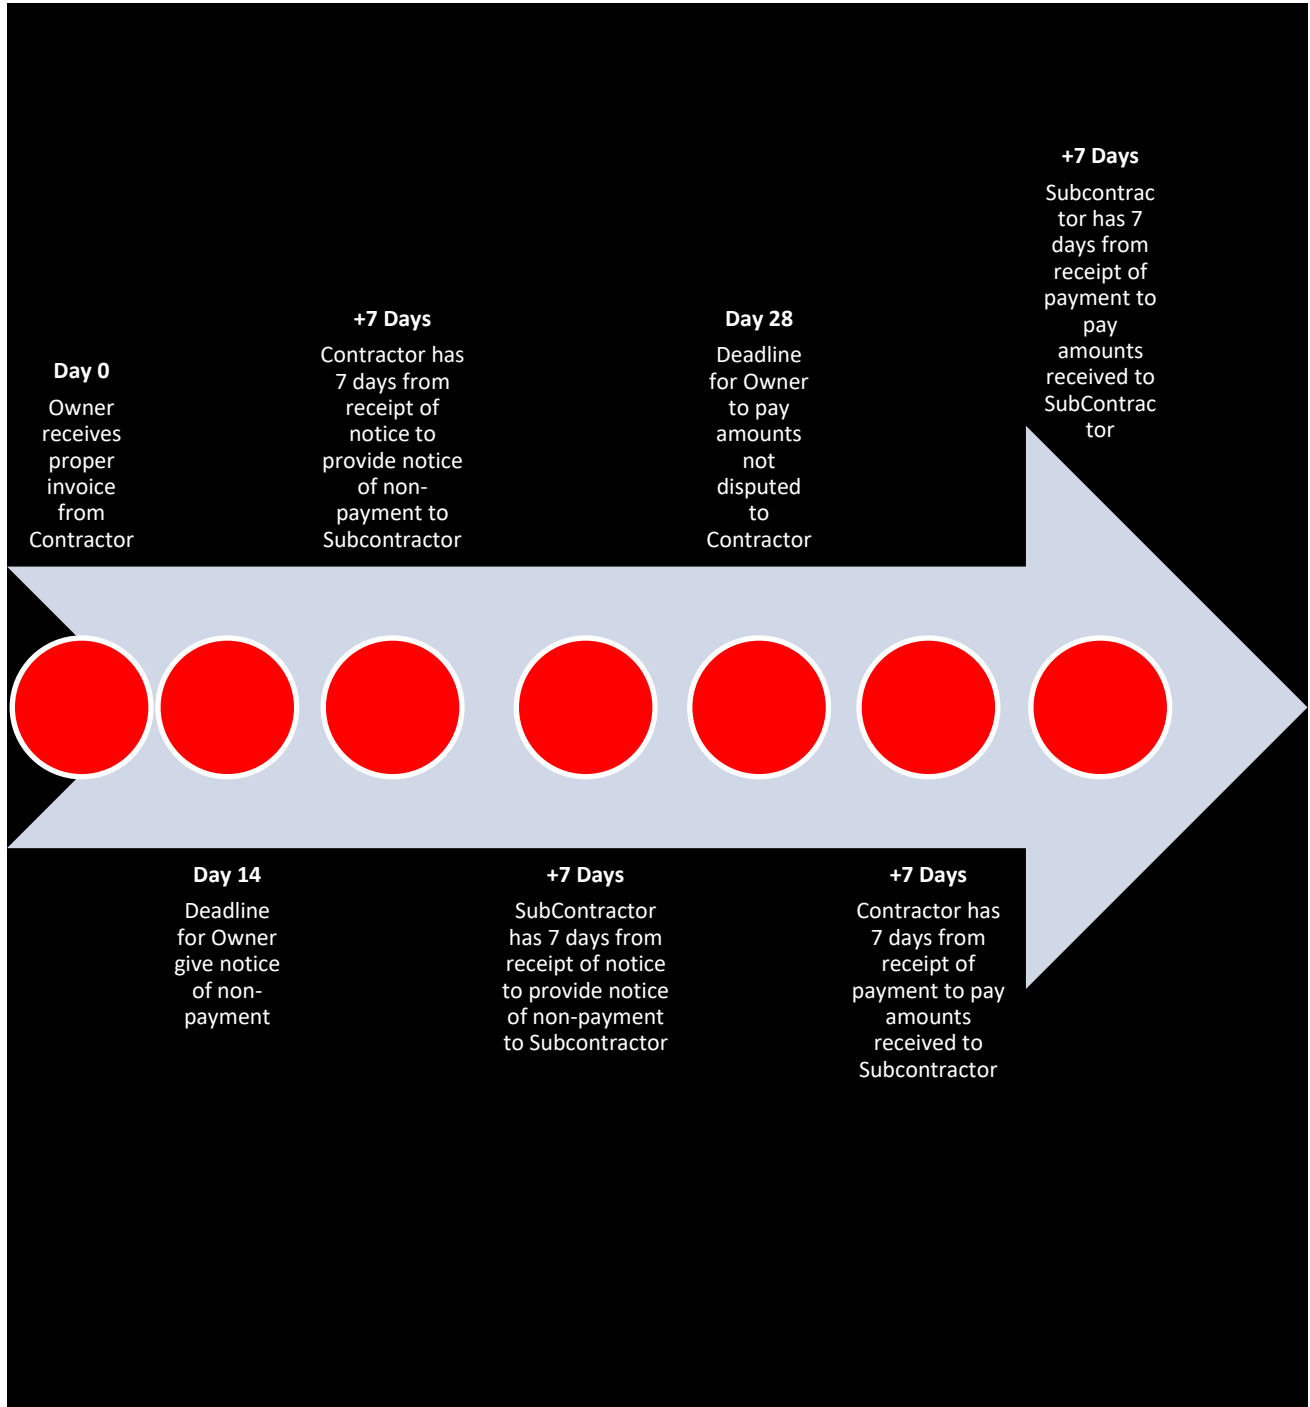 Day 0
Owner
receives
proper
invoice
from
Contractor
Day 14
Deadline
for Owner
give notice
of non-
payment
+7 Days
Contractor has
7 days from
receipt of
notice to
provide notice
of non-
payment to
Subcontractor
+7 Days
SubContractor
has 7 days from
receipt of notice
to provide notice
of non-payment
to Subcontractor
Day 28
Deadline
for Owner
to pay
amounts
not
disputed
to
Contractor
+7 Days
Contractor has
7 days from
receipt of
payment to pay
amounts
received to
Subcontractor
+7 Days
Subcontrac
tor has 7
days from
receipt of
payment to
pay
amounts
received to
SubContrac
tor